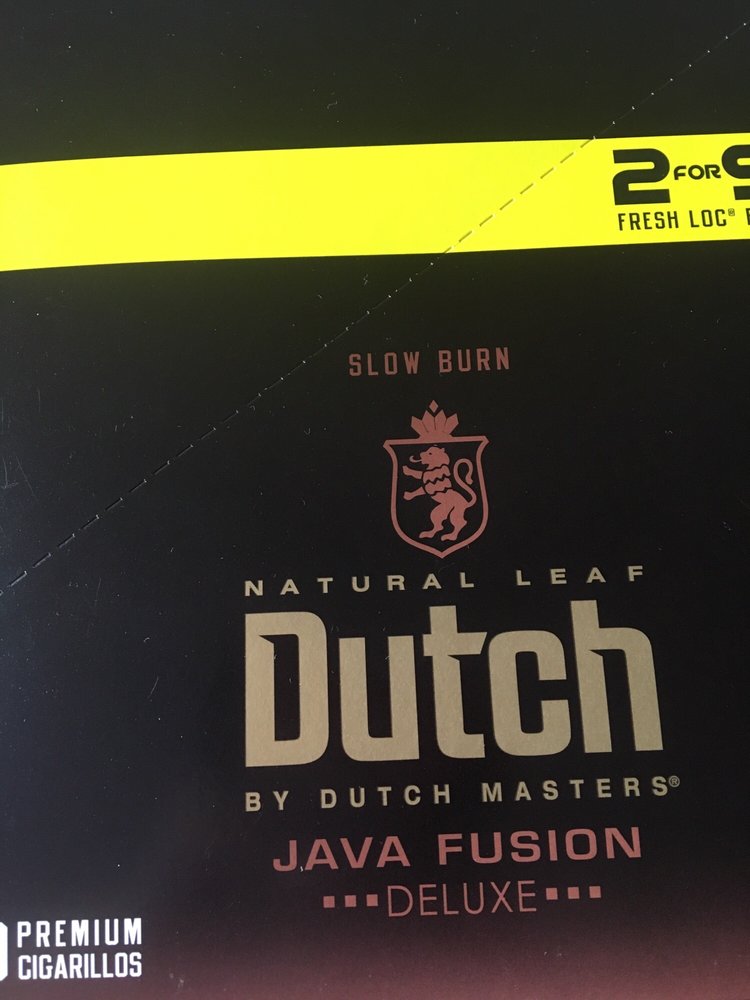 2 FOR
FRESH LOC®
SLOW BURN
NATURAL LEAF
Dutch
BY DUTCH MASTERS®
JAVA FUSION
DELUXE
PREMIUM
CIGARILLOS